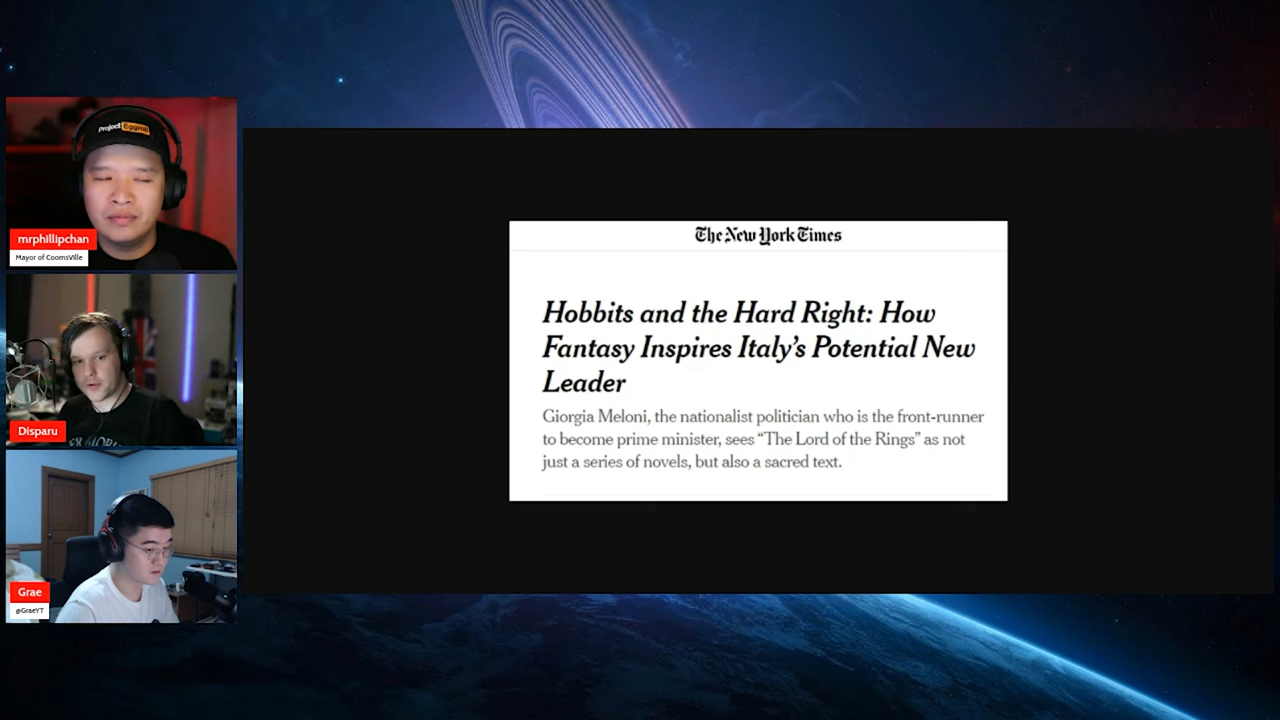 Project Eggroll
mrphillipchan
Mayor of CoomsVille
Disparu
Grae
@GraeYT
The New York Times
Hobbits and the Hard Right: How
Fantasy Inspires Italy’s Potential New
Leader
Giorgia Meloni, the nationalist politician who is the front-runner
to become prime minister, sees “The Lord of the Rings” as not
just a series of novels, but also a sacred text.